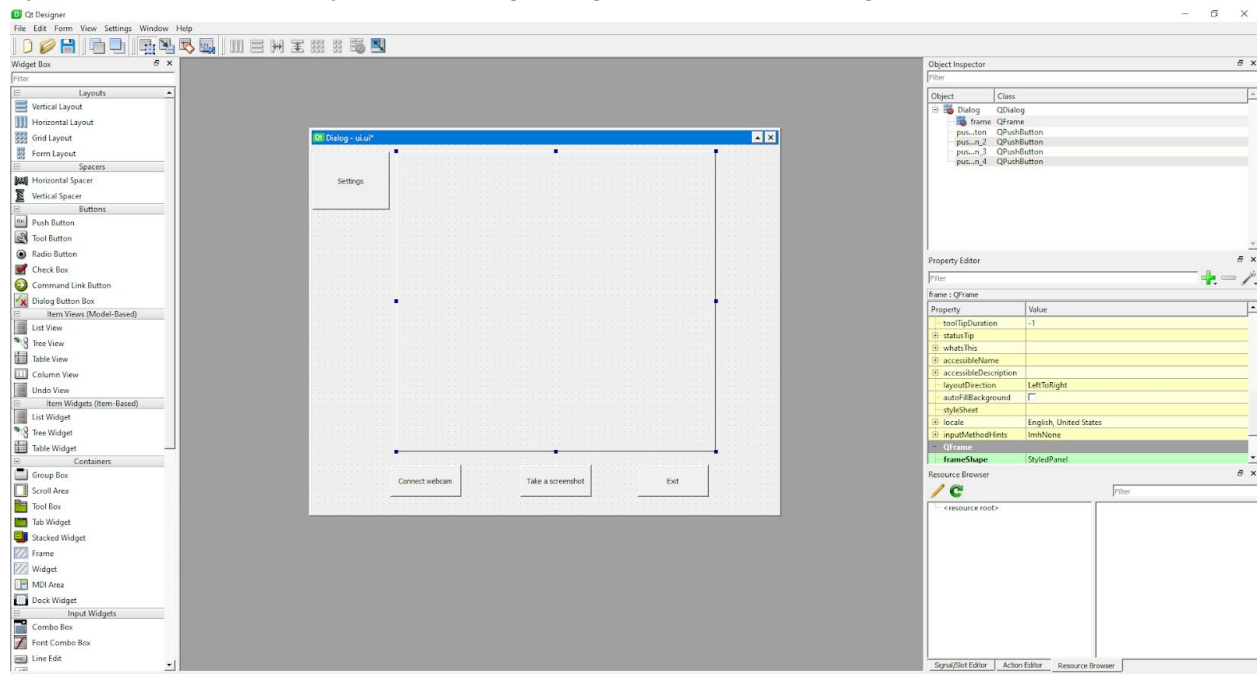 Qt Designer
File Edit Form View Settings Window Help
Widget Box
Filter
Layouts
Vertical Layout
Horizontal Layout
Grid Layout
Form Layout
Spacers
Horizontal Spacer
Vertical Spacer
Buttons
Push Button
Tool Button
Radio Button
Check Box
Command Link Button
Dialog Button Box
Item Views (Model-Based)
List View
Tree View
Table View
Column View
Undo View
Item Widgets (Item-Based)
List Widget
Tree Widget
Table Widget
Containers
Group Box
Scroll Area
Tool Box
Tab Widget
Stacked Widget
Frame
Widget
MDI Area
Dock Widget
Input Widgets
Combo Box
Font Combo Box
Line Edit
Dialog - ui.ui*
Settings
Connect webcam Take a screenshot Exit
Object Inspector
Filter
Object Class
Dialog QDialog
frame QFrame
pus...ton QPushButton
pus...n_2 QPushButton
pus...n_3 QPushButton
pus...n_4 QPushButton
Property Editor
Filter
frame : QFrame
Property Value
toolTipDuration -1
statusTip
whatsThis
accessibleName
accessibleDescription
layoutDirection LeftToRight
autoFillBackground
styleSheet
locale English, United States
inputMethodHints ImhNone
QFrame
frameShape StyledPanel
Resource Browser
Filter
<resource root>
Signal/Slot Editor Action Editor Resource Browser